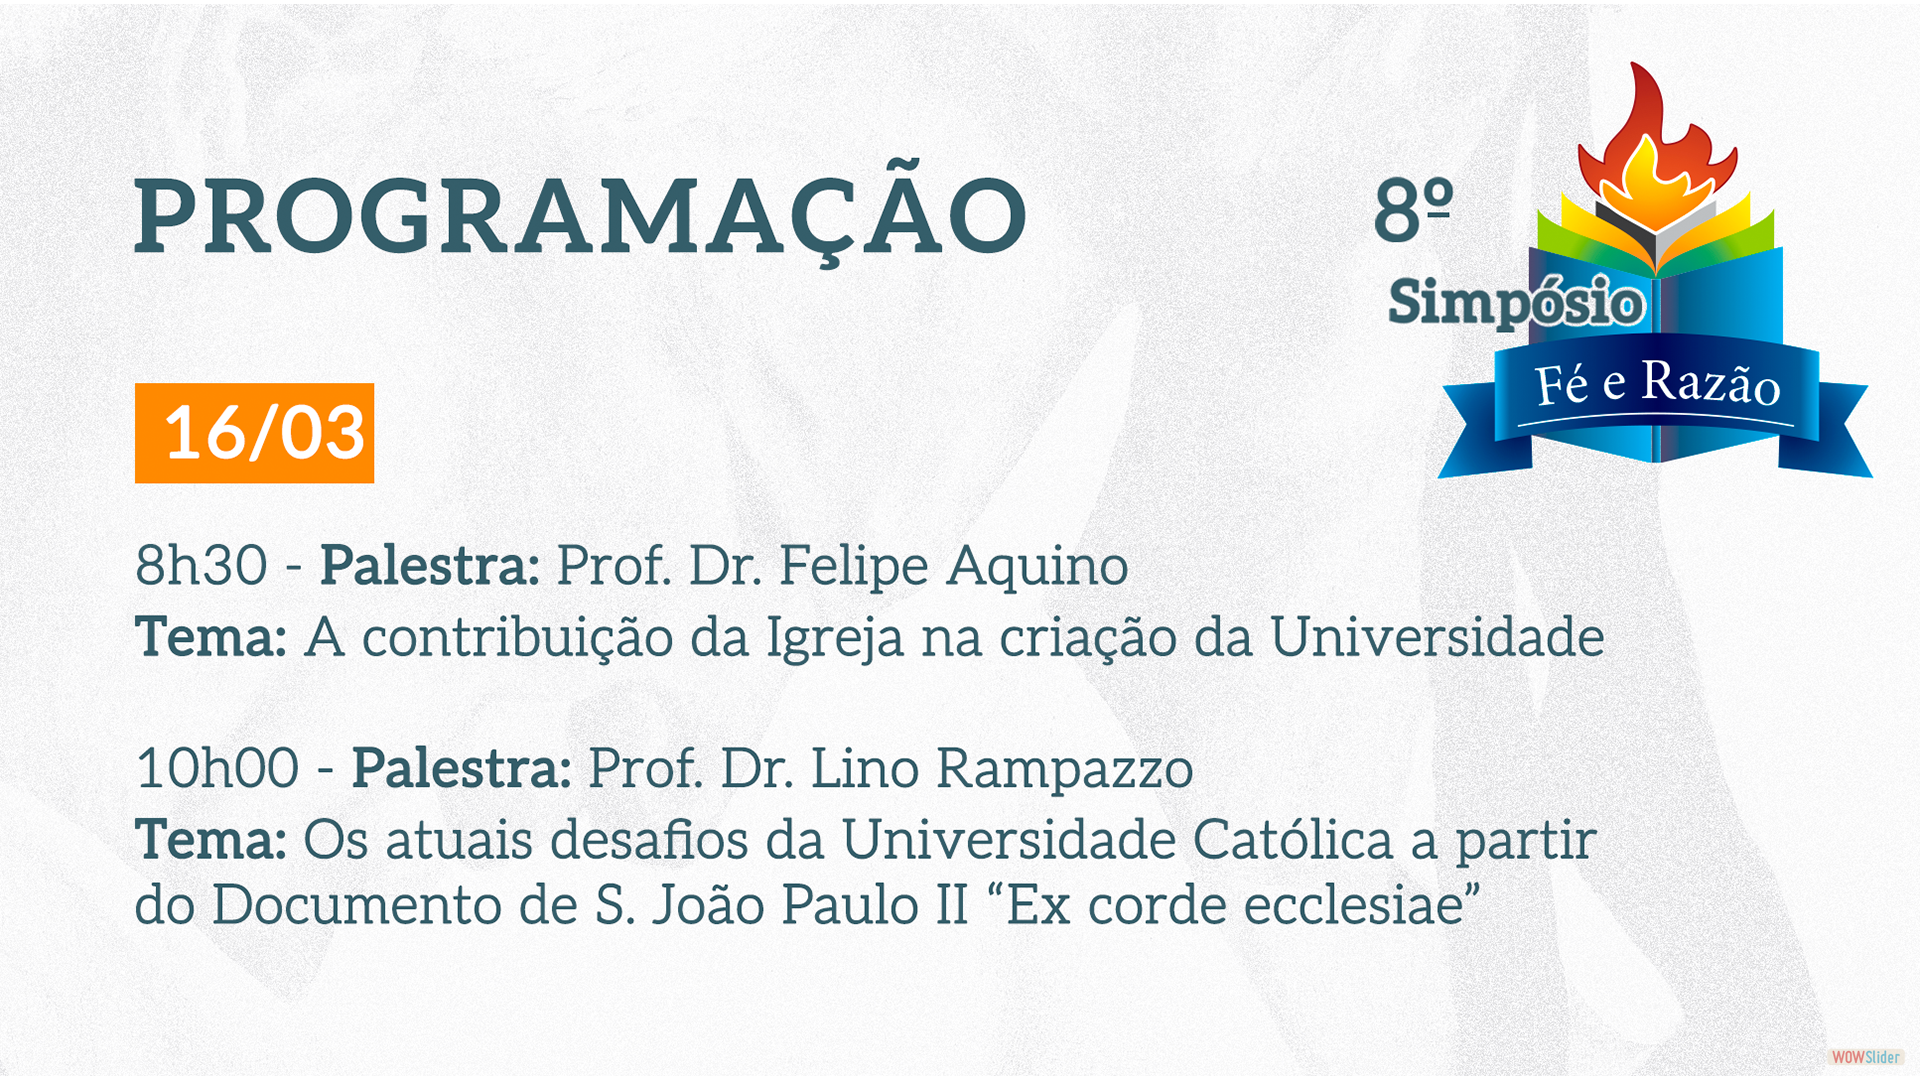 PROGRAMAÇÃO
8º
Simpósio
Fé e Razão
16/03
8h30 - Palestra: Prof. Dr. Felipe Aquino
Tema: A contribuição da Igreja na criação da Universidade
10h00 - Palestra: Prof. Dr. Lino Rampazzo
Tema: Os atuais desafios da Universidade Católica a partir
do Documento de S. João Paulo II “Ex corde ecclesiae”
WOWSlider